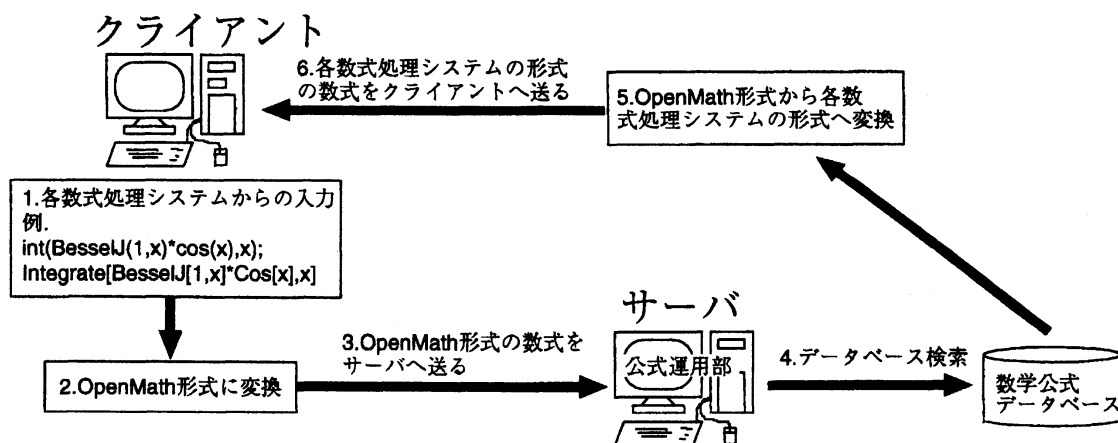 クライアント
6.各数式処理システムの形式
の数式をクライアントへ送る
5.OpenMath形式から各数
式処理システムの形式へ変換
1.各数式処理システムからの入力
例.
int(BesselJ(1,x)*cos(x),x);
Integrate[BesselJ[1,x]*Cos[x],x]
2.OpenMath形式に変換
3.OpenMath形式の数式を
サーバへ送る
サーバ
公式運用部
4.データベース検索
数学公式
データベース